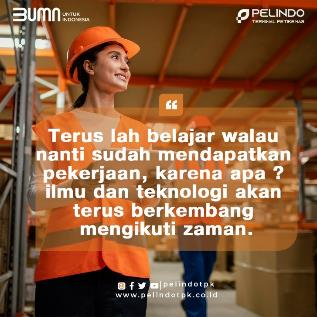 BUMN UNTUK
INDONESIA
PELINDO
TERMINAL PETIKEMAS
Terus lah belajar walau
nanti sudah mendapatkan
pekerjaan, karena apa ?
ilmu dan teknologi akan
terus berkembang
mengikuti zaman.
|pelindotpk
www.pelindotpk.co.id